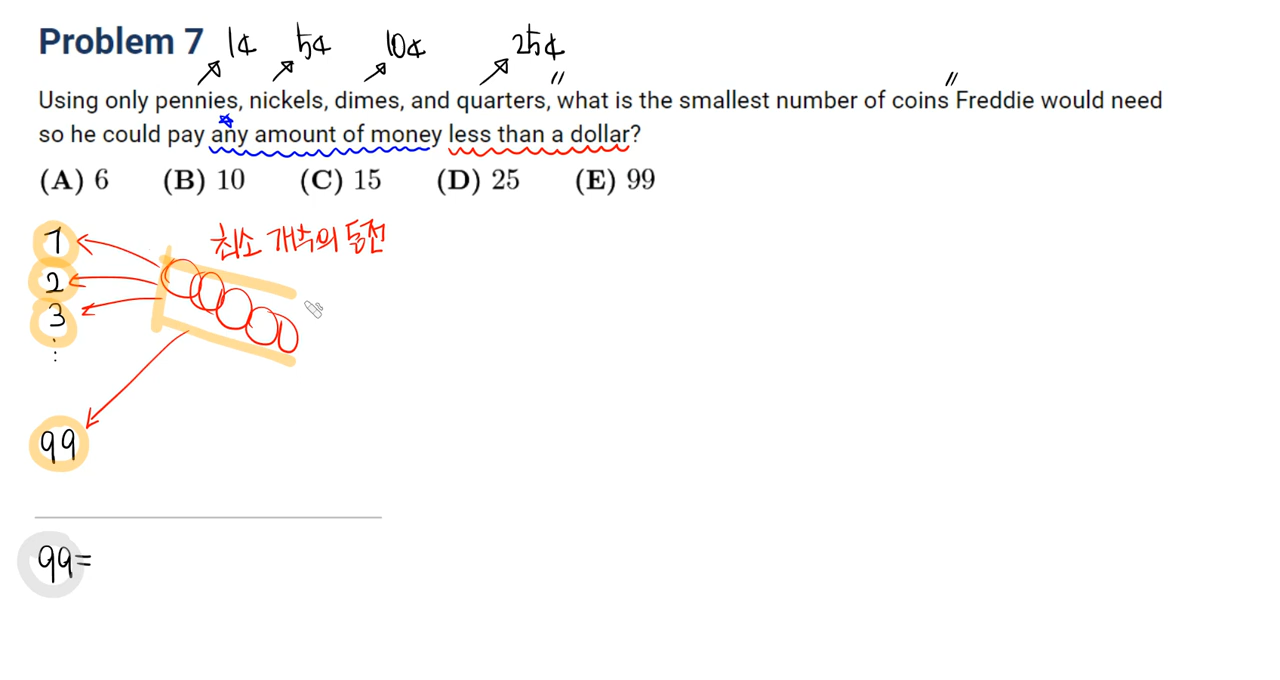 Problem 7 1¢ 5¢ 10¢ 25¢
Using only pennies, nickels, dimes, and quarters, what is the smallest number of coins Freddie would need
so he could pay any amount of money less than a dollar?
(A) 6 (B) 10 (C) 15 (D) 25 (E) 99
최소 개수의 동전
1
2
3
⋮
99
99=